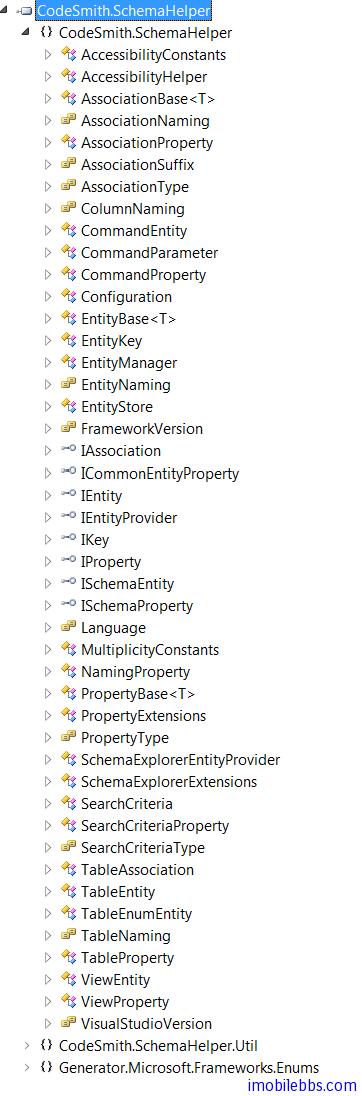 CodeSmith.SchemaHelper
{} CodeSmith.SchemaHelper
AccessibilityConstants
AccessibilityHelper
AssociationBase<T>
AssociationNaming
AssociationProperty
AssociationSuffix
AssociationType
ColumnNaming
CommandEntity
CommandParameter
CommandProperty
Configuration
EntityBase<T>
EntityKey
EntityManager
EntityNaming
EntityStore
FrameworkVersion
IAssociation
ICommonEntityProperty
IEntity
IEntityProvider
IKey
IProperty
ISchemaEntity
ISchemaProperty
Language
MultiplicityConstants
NamingProperty
PropertyBase<T>
PropertyExtensions
PropertyType
SchemaExplorerEntityProvider
SchemaExplorerExtensions
SearchCriteria
SearchCriteriaProperty
SearchCriteriaType
TableAssociation
TableEntity
TableEnumEntity
TableNaming
TableProperty
ViewEntity
ViewProperty
VisualStudioVersion
{} CodeSmith.SchemaHelper.Util
{} Generator.Microsoft.Frameworks.Enums
imobilebbs.com